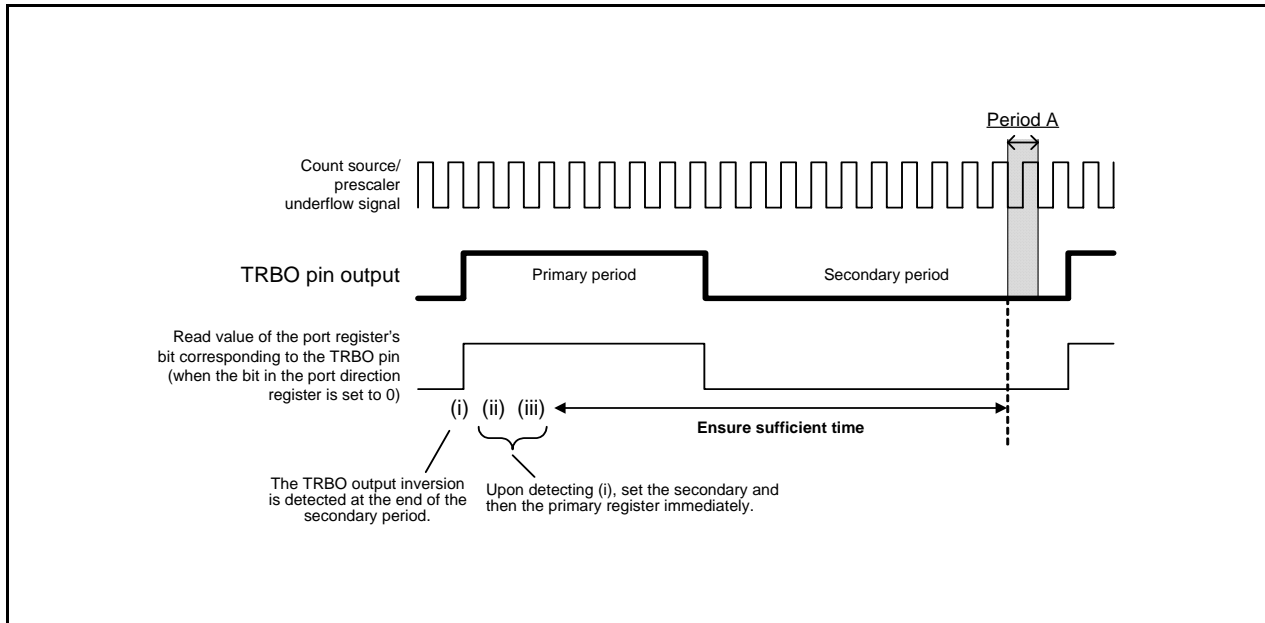 Period A
Count source/
prescaler
underflow signal
TRBO pin output
Primary period
Secondary period
Read value of the port register's
bit corresponding to the TRBO pin
(when the bit in the port direction
register is set to 0)
(i) (ii) (iii)
Ensure sufficient time
The TRBO output inversion
is detected at the end of the
secondary period.
Upon detecting (i), set the secondary and
then the primary register immediately.